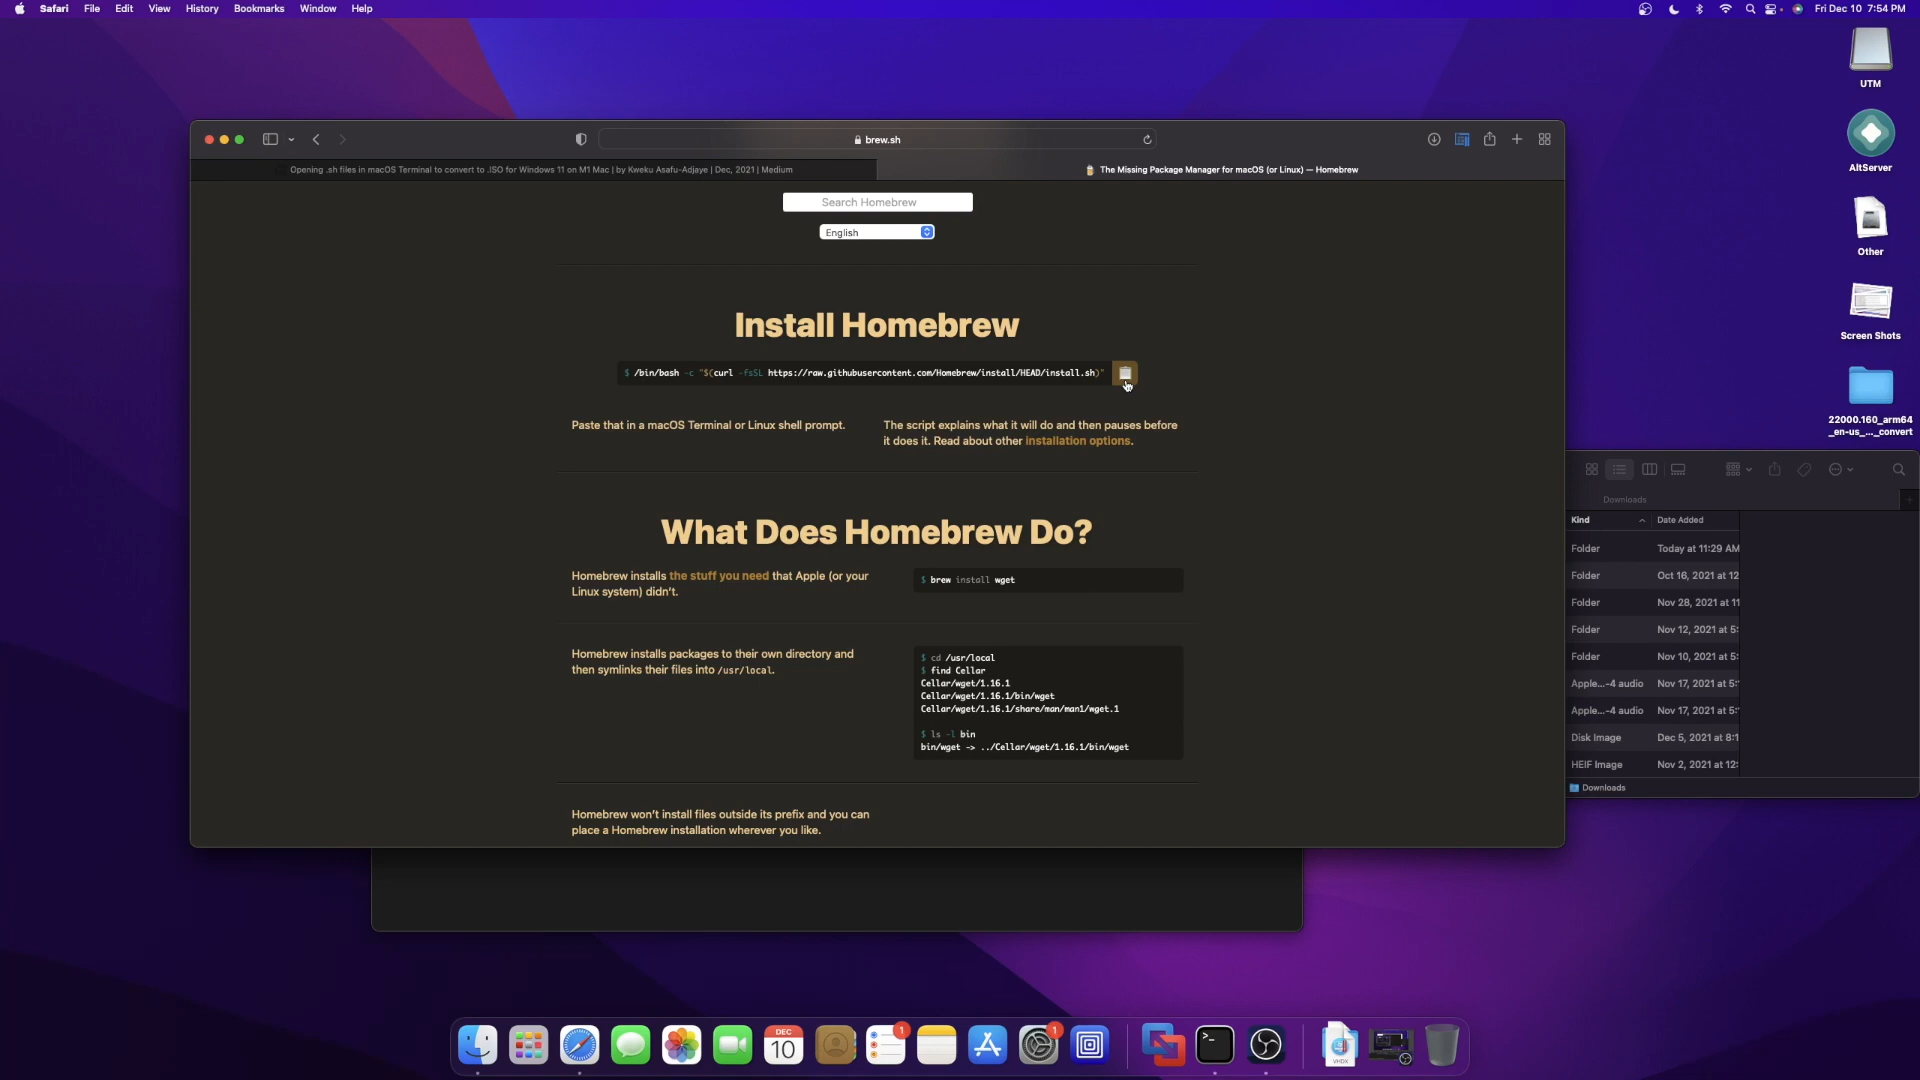 Safari File Edit View History Bookmarks Window Help
Fri Dec 10 7:54 PM
UTM
AltServer
Other
Screen Shots
22000.160_arm64
_en-us_..._convert
brew.sh
Opening .sh files in macOS Terminal to convert to .ISO for Windows 11 on M1 Mac | by Kweku Asafu-Adjaye | Dec, 2021 | Medium
The Missing Package Manager for macOS (or Linux) — Homebrew
Search Homebrew
English
Install Homebrew
$ /bin/bash -c "$(curl -fsSL https://raw.githubusercontent.com/Homebrew/install/HEAD/install.sh)"
Paste that in a macOS Terminal or Linux shell prompt.
The script explains what it will do and then pauses before
it does it. Read about other installation options.
What Does Homebrew Do?
Homebrew installs the stuff you need that Apple (or your
Linux system) didn't.
$ brew install wget
Homebrew installs packages to their own directory and
then symlinks their files into /usr/local.
$ cd /usr/local
$ find Cellar
Cellar/wget/1.16.1
Cellar/wget/1.16.1/bin/wget
Cellar/wget/1.16.1/share/man/man1/wget.1
$ ls -l bin
bin/wget -> ../Cellar/wget/1.16.1/bin/wget
Homebrew won't install files outside its prefix and you can
place a Homebrew installation wherever you like.
Downloads
Kind Date Added
Folder Today at 11:29 AM
Folder Oct 16, 2021 at 12
Folder Nov 28, 2021 at 11
Folder Nov 12, 2021 at 5:
Folder Nov 10, 2021 at 5:
Apple...-4 audio Nov 17, 2021 at 5:
Apple...-4 audio Nov 17, 2021 at 5:
Disk Image Dec 5, 2021 at 8:1
HEIF Image Nov 2, 2021 at 12:
Downloads
DEC
10
1
1
>_
VHDX